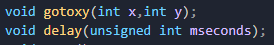 void gotoxy(int x,int y);
void delay(unsigned int mseconds);